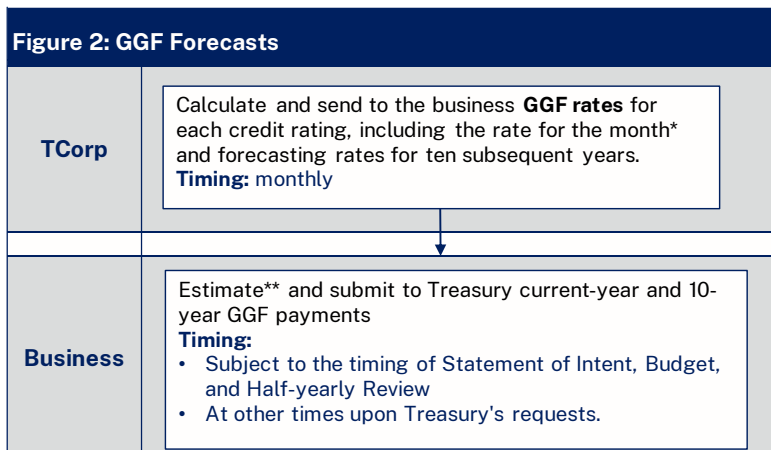 Figure 2: GGF Forecasts
TCorp
Calculate and send to the business GGF rates for
each credit rating, including the rate for the month*
and forecasting rates for ten subsequent years.
Timing: monthly
Business
Estimate** and submit to Treasury current-year and 10-
year GGF payments
Timing:
• Subject to the timing of Statement of Intent, Budget,
and Half-yearly Review
• At other times upon Treasury's requests.